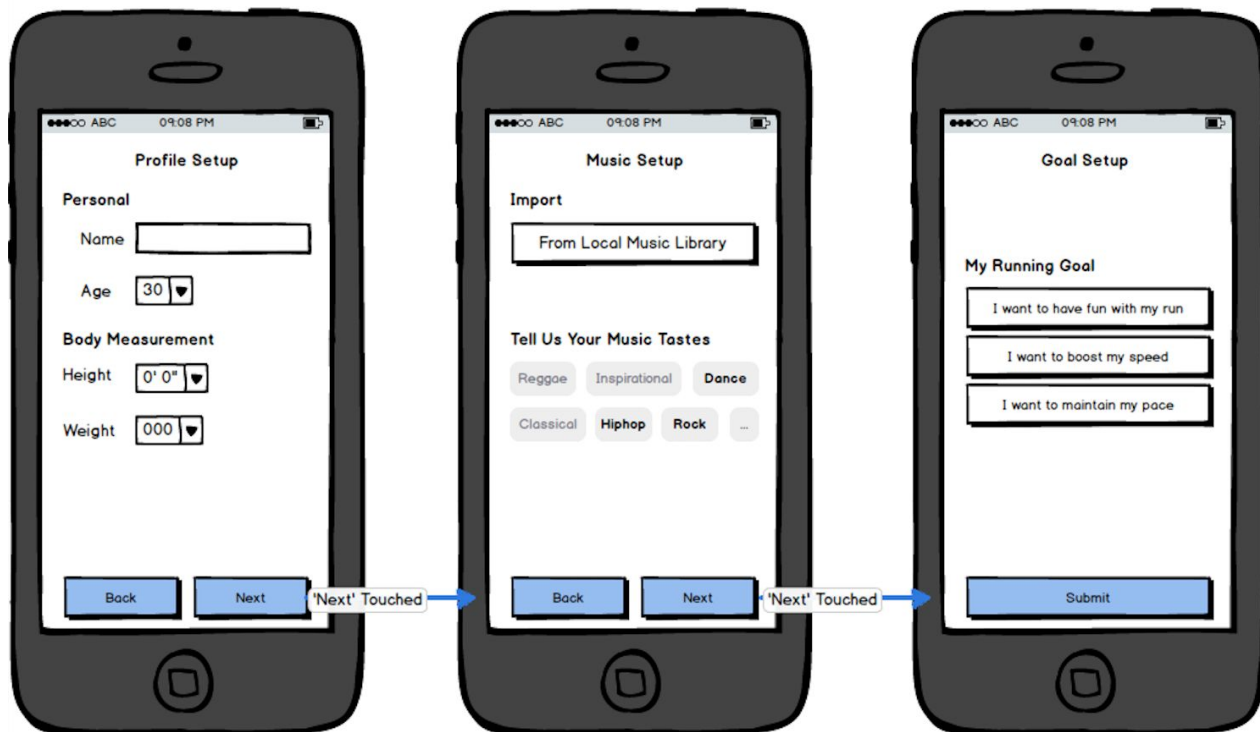 ABC 09:08 PM
Profile Setup
Personal
Name
Age 30
Body Measurement
Height 0' 0"
Weight 000
Back Next
'Next' Touched
ABC 09:08 PM
Music Setup
Import
From Local Music Library
Tell Us Your Music Tastes
Reggae Inspirational Dance
Classical Hiphop Rock ...
Back Next
'Next' Touched
ABC 09:08 PM
Goal Setup
My Running Goal
I want to have fun with my run
I want to boost my speed
I want to maintain my pace
Submit